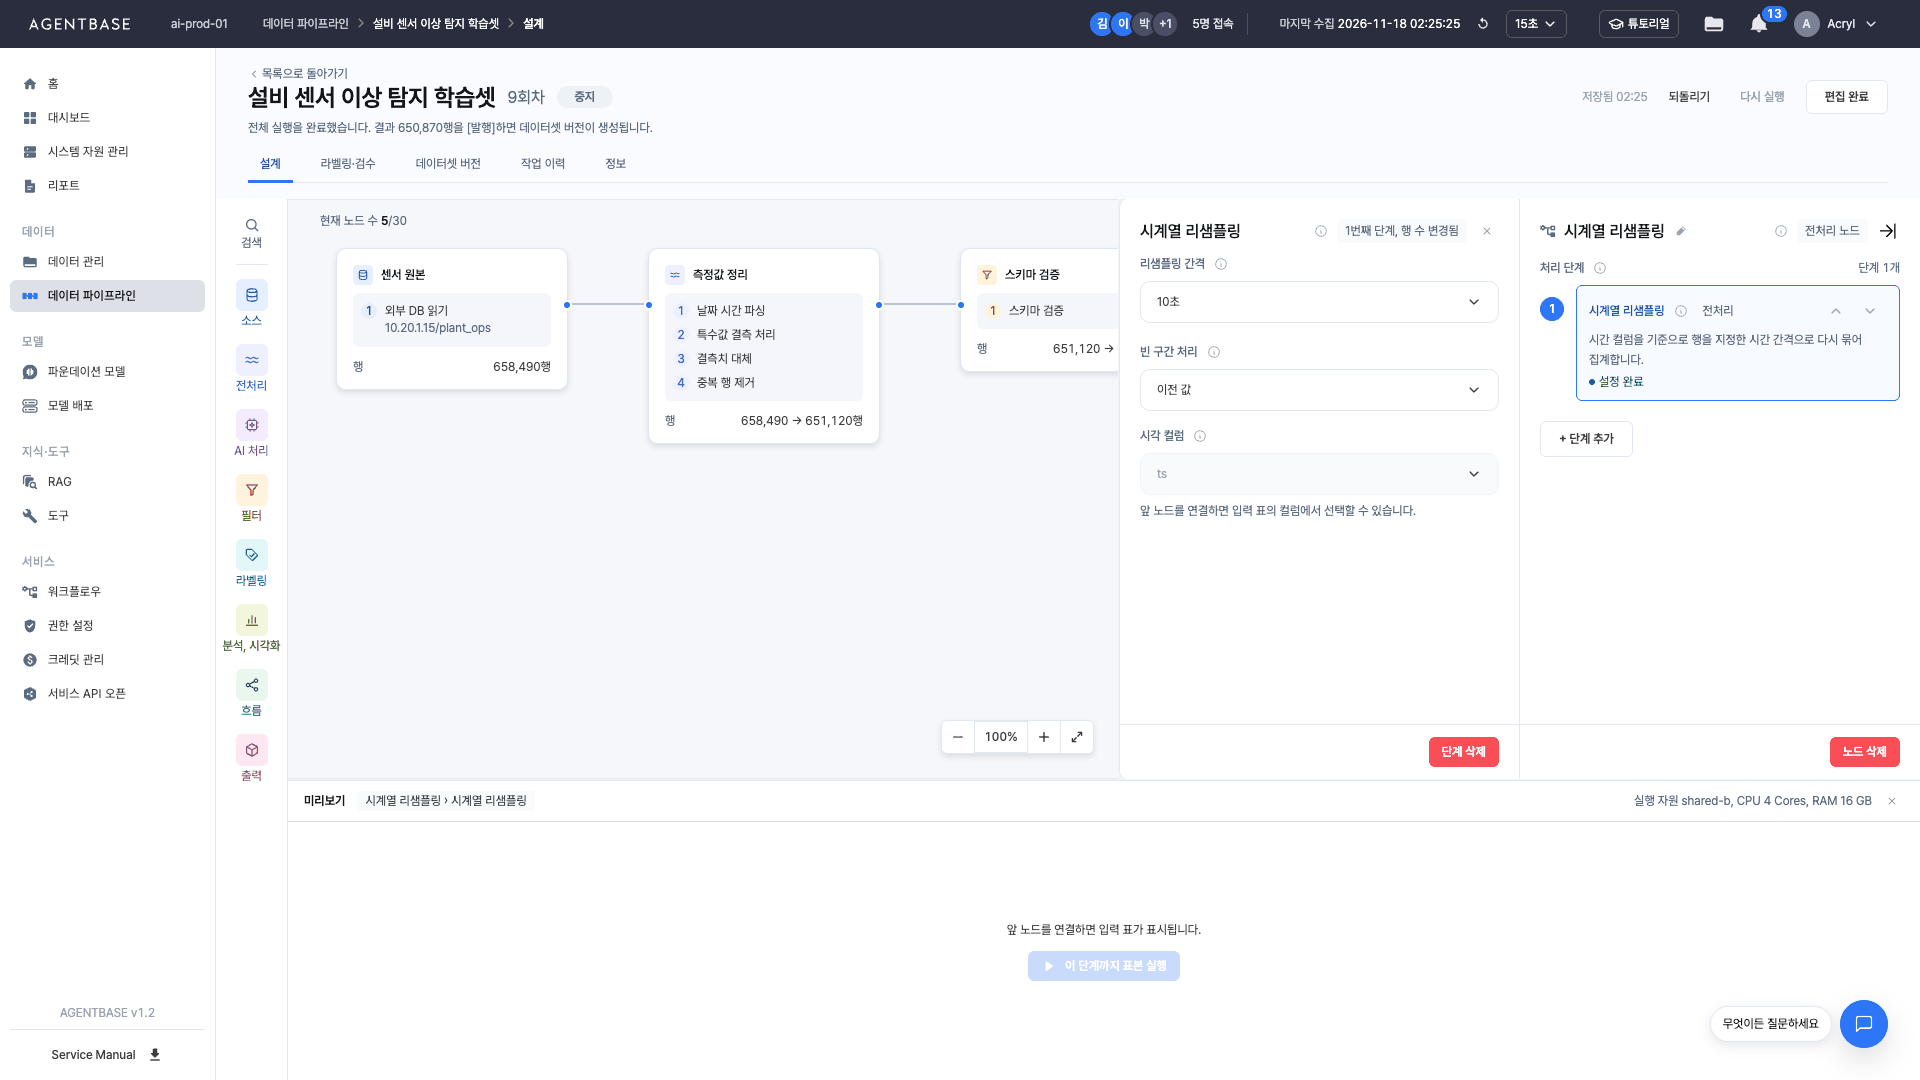 AGENTBASE
ai-prod-01
데이터 파이프라인 > 설비 센서 이상 탐지 학습셋 > 설계
김 이 박 +1 5명 접속
마지막 수집 2026-11-18 02:25:25
15초
튜토리얼
13
A Acryl
홈
대시보드
시스템 자원 관리
리포트
데이터
데이터 관리
데이터 파이프라인
모델
파운데이션 모델
모델 배포
지식·도구
RAG
도구
서비스
워크플로우
권한 설정
크레딧 관리
서비스 API 오픈
AGENTBASE v1.2
Service Manual
목록으로 돌아가기
설비 센서 이상 탐지 학습셋 9회차 중지
저장됨 02:25 되돌리기 다시 실행 편집 완료
전체 실행을 완료했습니다. 결과 650,870행을 [발행]하면 데이터셋 버전이 생성됩니다.
설계 라벨링·검수 데이터셋 버전 작업 이력 정보
검색
소스
전처리
AI 처리
필터
라벨링
분석, 시각화
흐름
출력
현재 노드 수 5/30
센서 원본
1 외부 DB 읽기
10.20.1.15/plant_ops
행 658,490행
측정값 정리
1 날짜 시간 파싱
2 특수값 결측 처리
3 결측치 대체
4 중복 행 제거
행 658,490 → 651,120행
스키마 검증
1 스키마 검증
행 651,120 →
100%
시계열 리샘플링
1번째 단계, 행 수 변경됨
리샘플링 간격
10초
빈 구간 처리
이전 값
시각 컬럼
ts
앞 노드를 연결하면 입력 표의 컬럼에서 선택할 수 있습니다.
단계 삭제
시계열 리샘플링
전처리 노드
처리 단계
단계 1개
1
시계열 리샘플링 전처리
시간 컬럼을 기준으로 행을 지정한 시간 간격으로 다시 묶어
집계합니다.
설정 완료
+ 단계 추가
노드 삭제
미리보기 시계열 리샘플링 › 시계열 리샘플링
실행 자원 shared-b, CPU 4 Cores, RAM 16 GB
앞 노드를 연결하면 입력 표가 표시됩니다.
이 단계까지 표본 실행
무엇이든 질문하세요